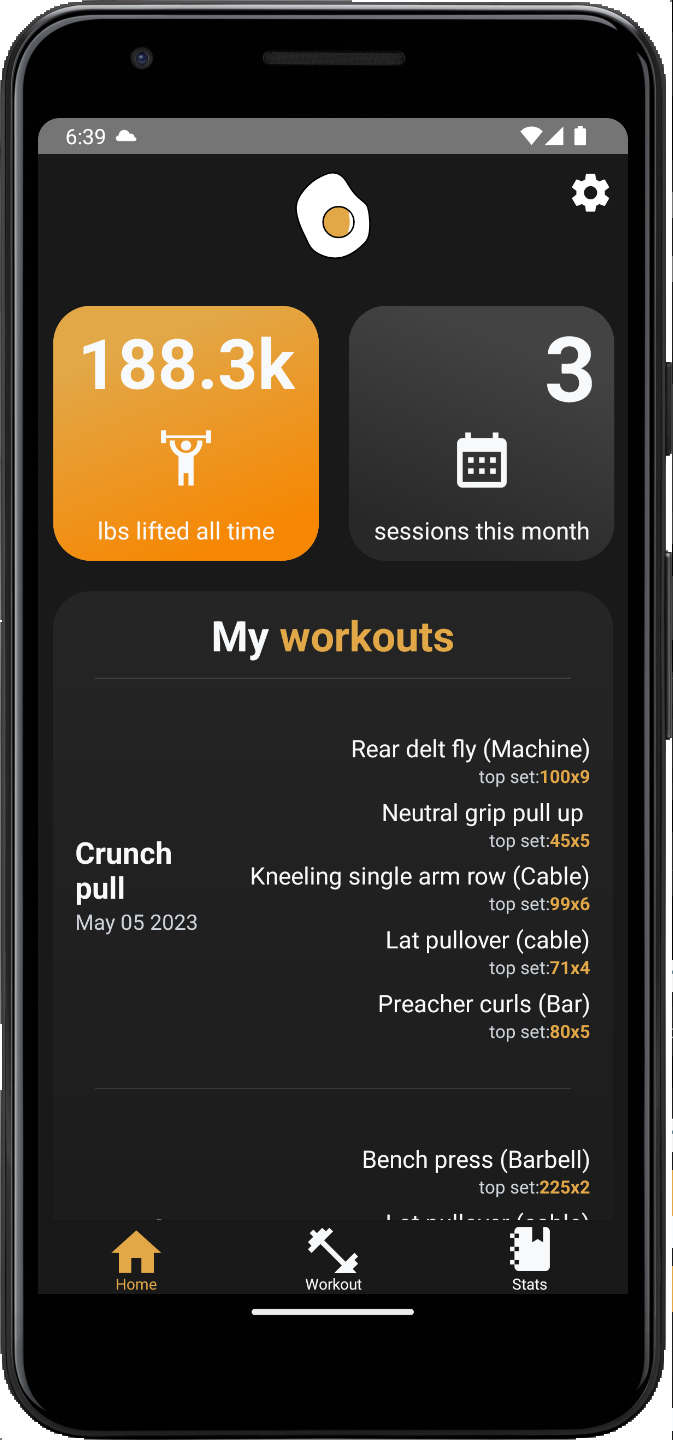 6:39
188.3k
lbs lifted all time
3
sessions this month
My workouts
Crunch
pull
May 05 2023
Rear delt fly (Machine)
top set:100x9
Neutral grip pull up
top set:45x5
Kneeling single arm row (Cable)
top set:99x6
Lat pullover (cable)
top set:71x4
Preacher curls (Bar)
top set:80x5
Bench press (Barbell)
top set:225x2
Lat pullover (cable)
Home
Workout
Stats